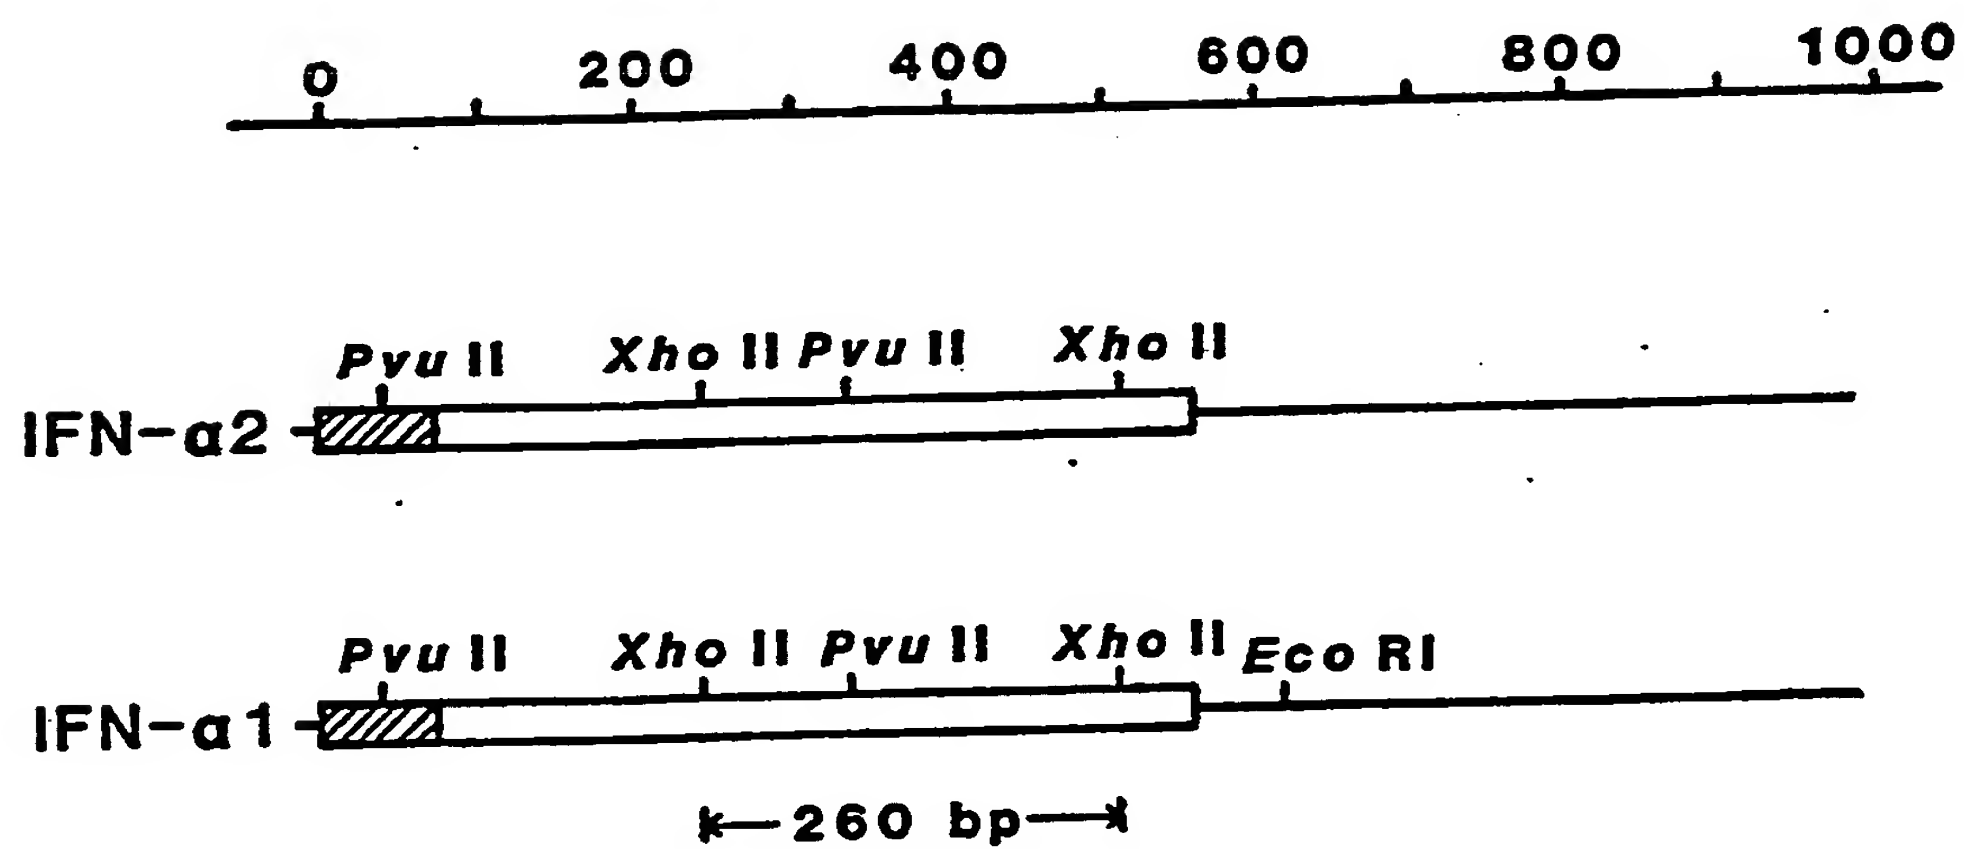 0 200 400 600 800 1000
Pvu II Xho II Pvu II Xho II
IFN-α2
Pvu II Xho II Pvu II Xho II Eco RI
IFN-α1
260 bp